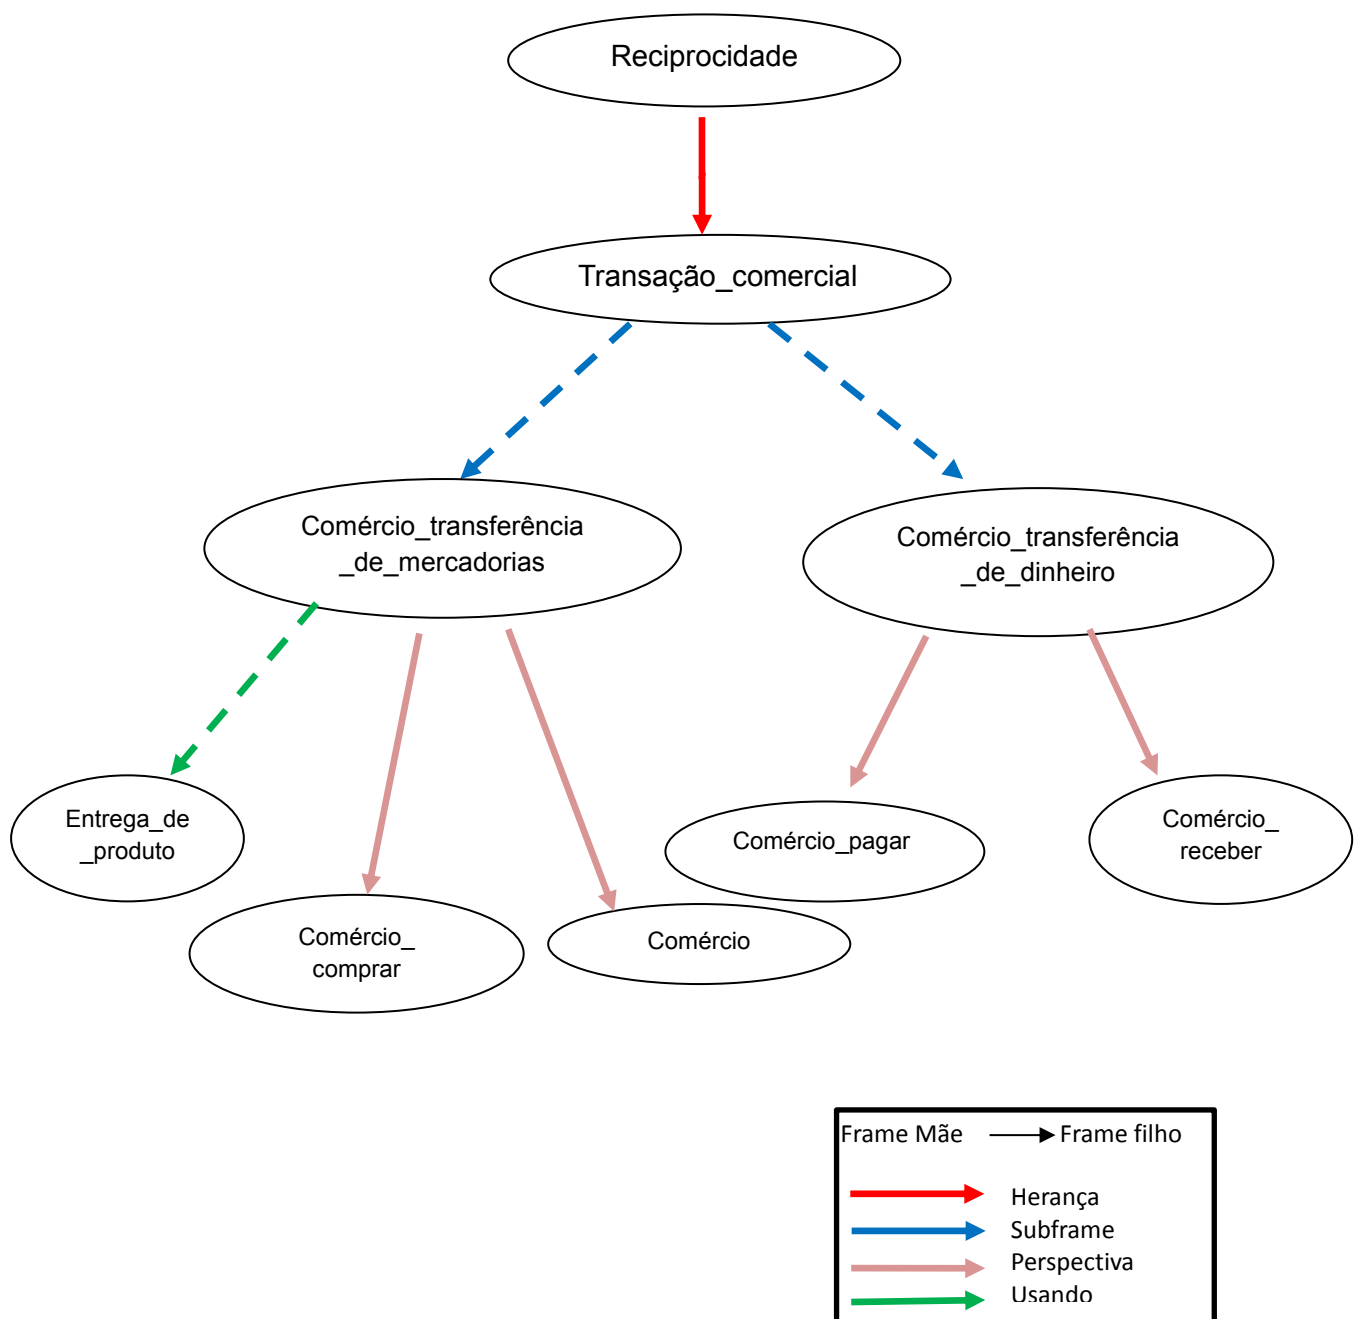 Reciprocidade
Transação_comercial
Comércio_transferência
_de_mercadorias
Comércio_transferência
_de_dinheiro
Entrega_de
_produto
Comércio_pagar
Comércio_
receber
Comércio_
comprar
Comércio
Frame Mãe Frame filho
Herança
Subframe
Perspectiva
Usando